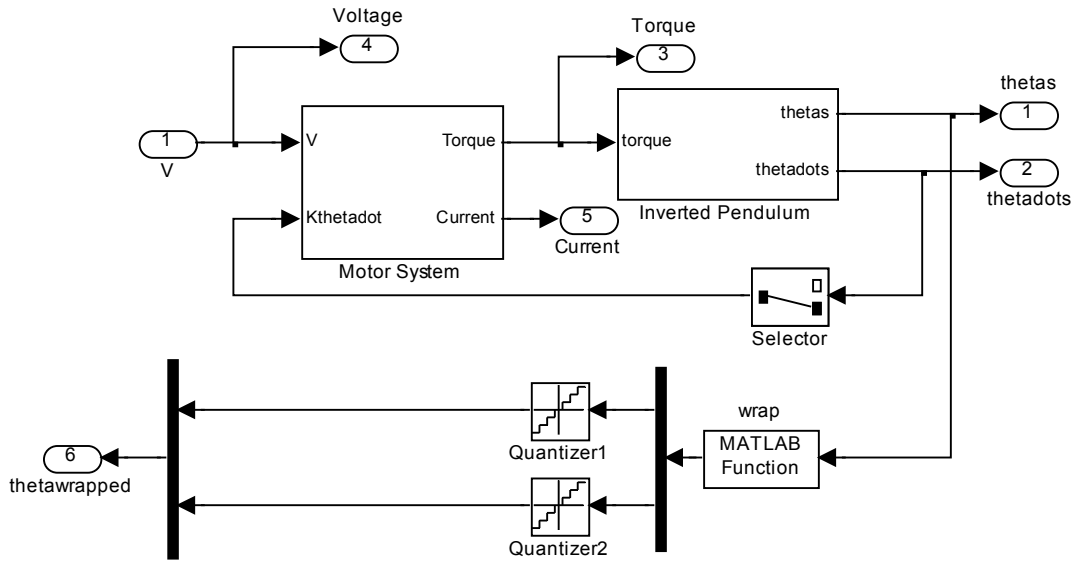 Voltage
4
Torque
3
thetas
1
1
V
V
Torque
Kthetadot
Current
Motor System
torque
thetas
thetadots
Inverted Pendulum
2
thetadots
5
Current
Selector
wrap
MATLAB
Function
Quantizer1
Quantizer2
6
thetawrapped